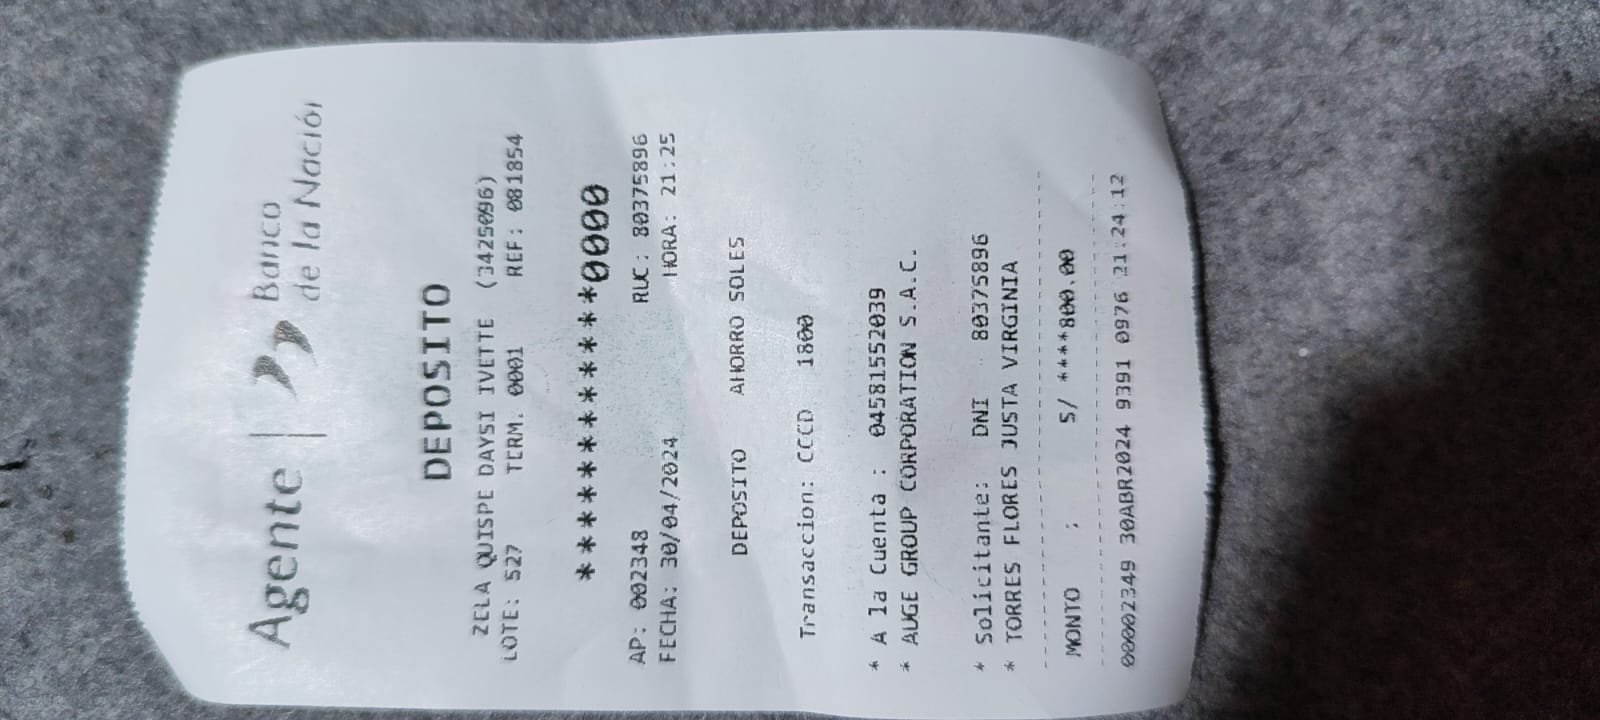 Agente | Banco
de la Nación
DEPOSITO
ZELA QUISPE DAYSI IVETTE (3425096)
LOTE: 527 TERM. 0001 REF: 081854
************0000
AP: 002348 RUC: 80375896
FECHA: 30/04/2024 HORA: 21:25
DEPOSITO AHORRO SOLES
Transaccion: CCCD 1800
* A la Cuenta : 04581552039
* AUGE GROUP CORPORATION S.A.C.
* Solicitante: DNI 80375896
* TORRES FLORES JUSTA VIRGINIA
MONTO : S/ ****800.00
00002349 30ABR2024 9391 0976 21:24:12